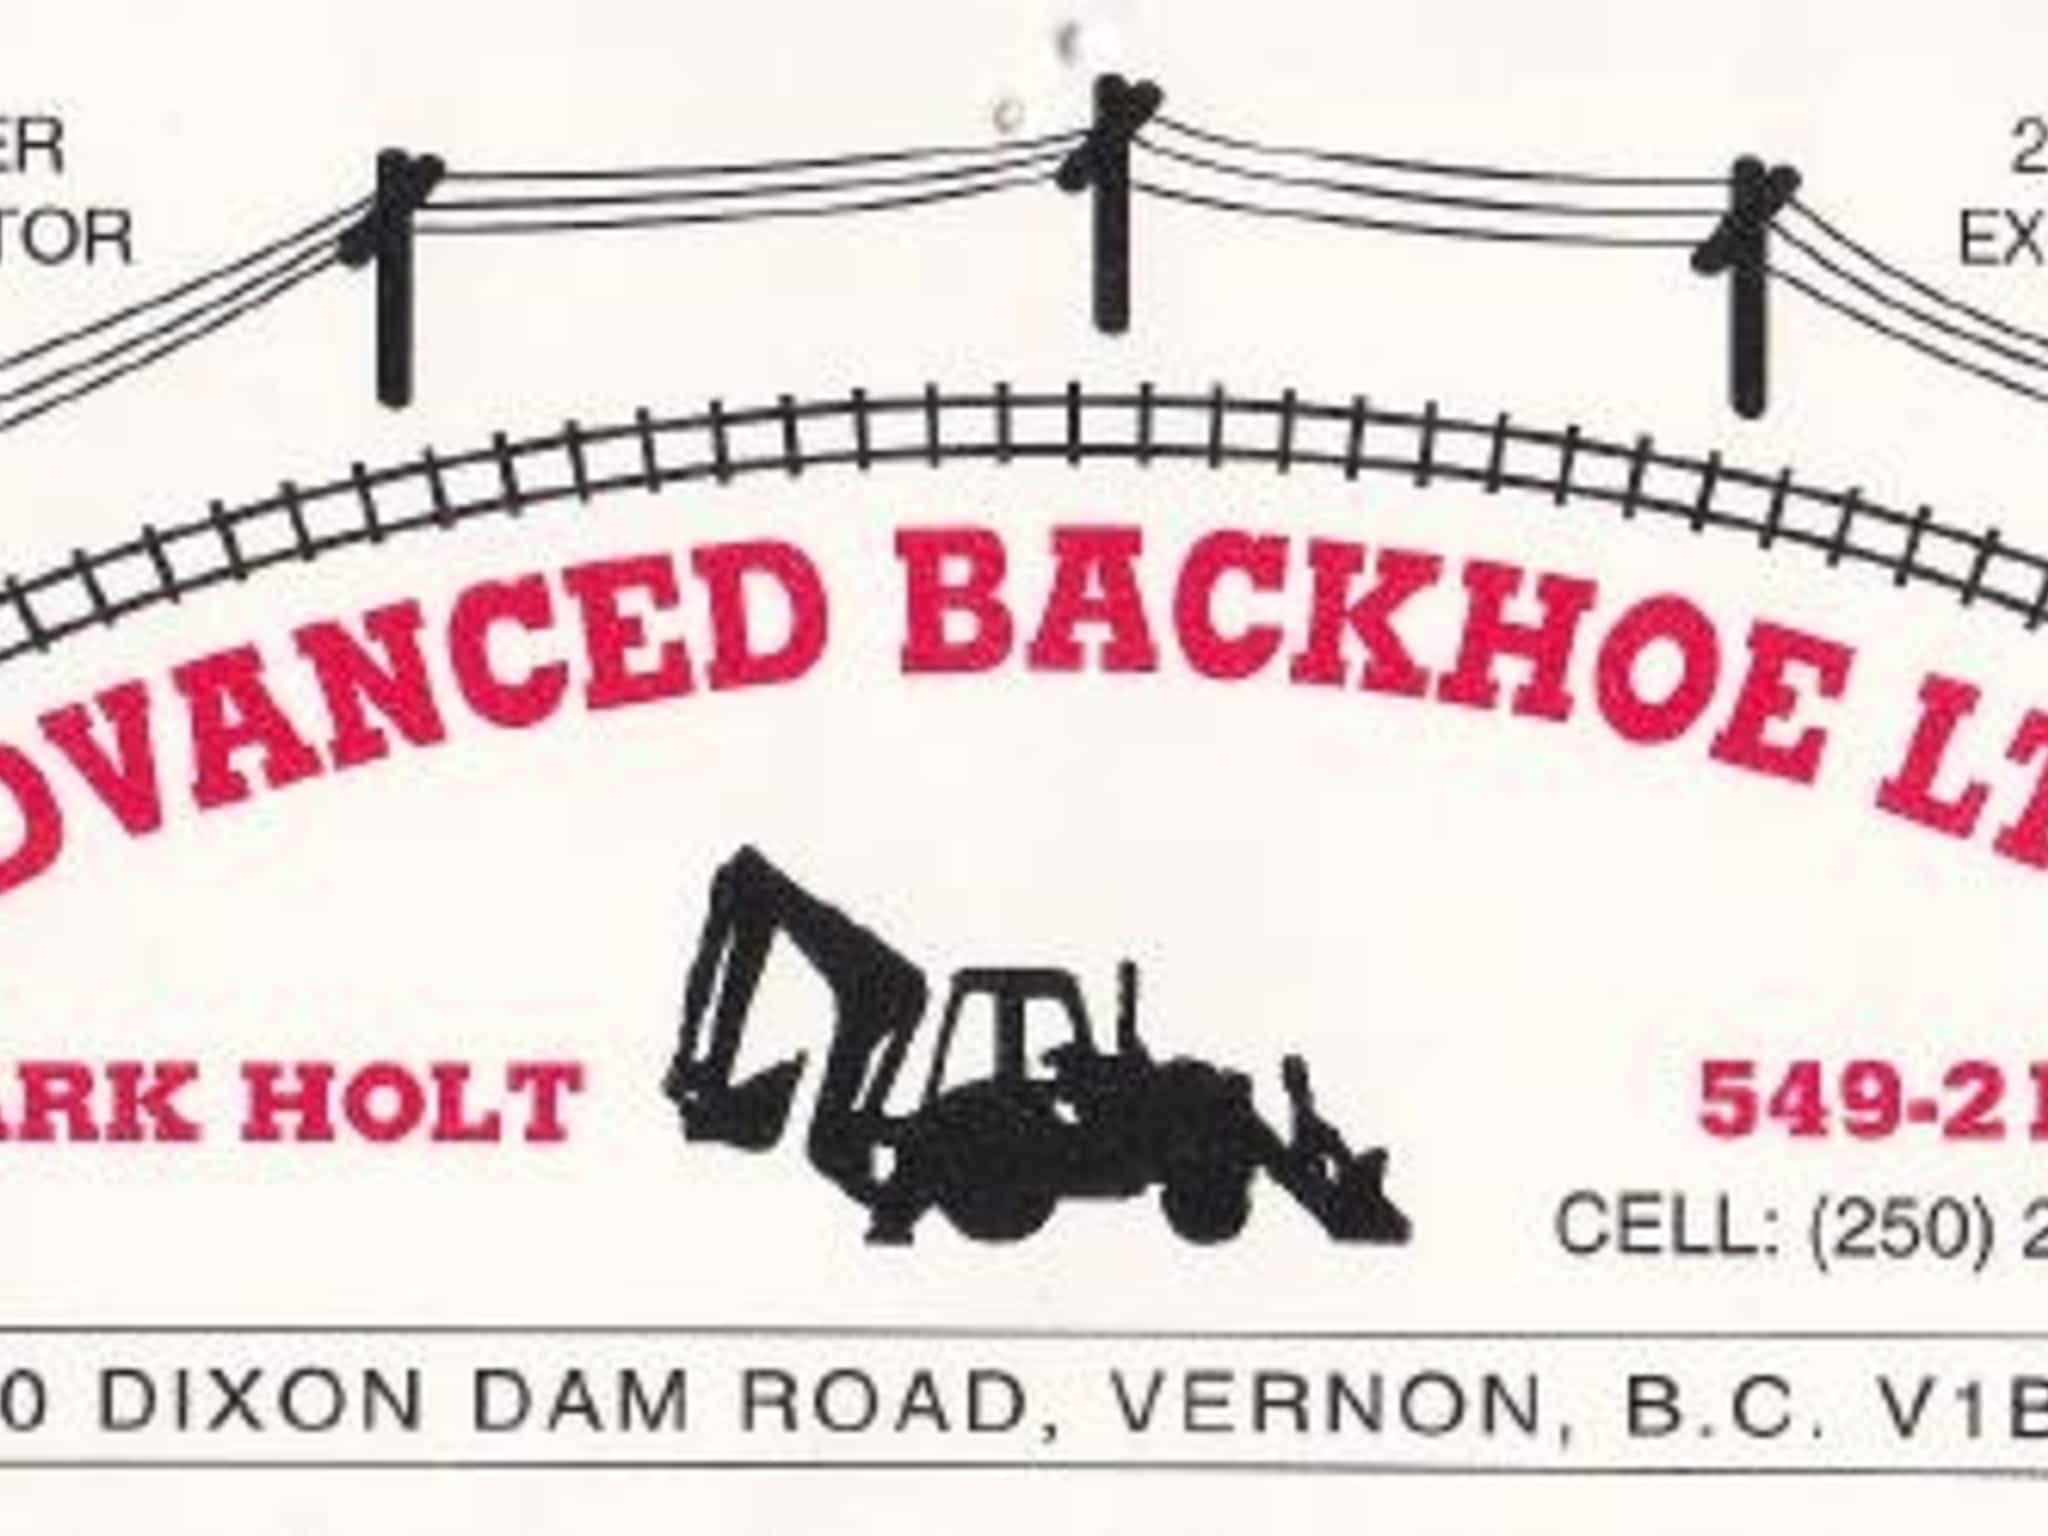 ER
TOR
2
EX
DVANCED BACKHOE LT
ARK HOLT
549-21
CELL: (250) 2
0 DIXON DAM ROAD, VERNON, B.C. V1B